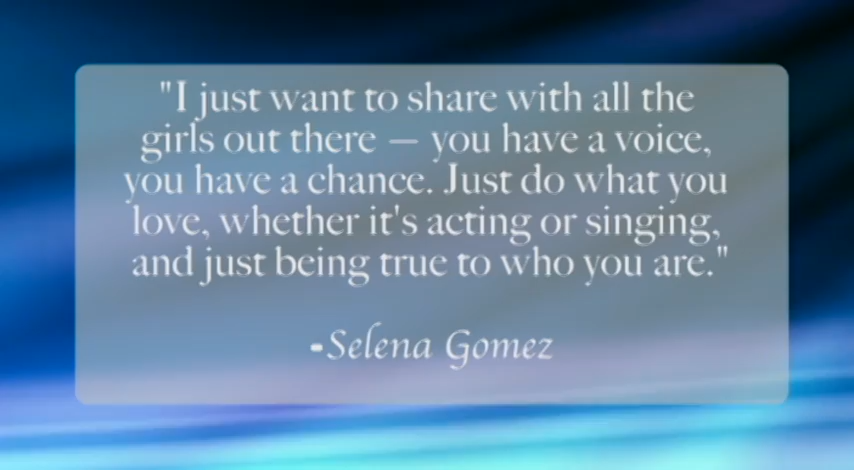 "I just want to share with all the
girls out there — you have a voice,
you have a chance. Just do what you
love, whether it's acting or singing,
and just being true to who you are."
-Selena Gomez